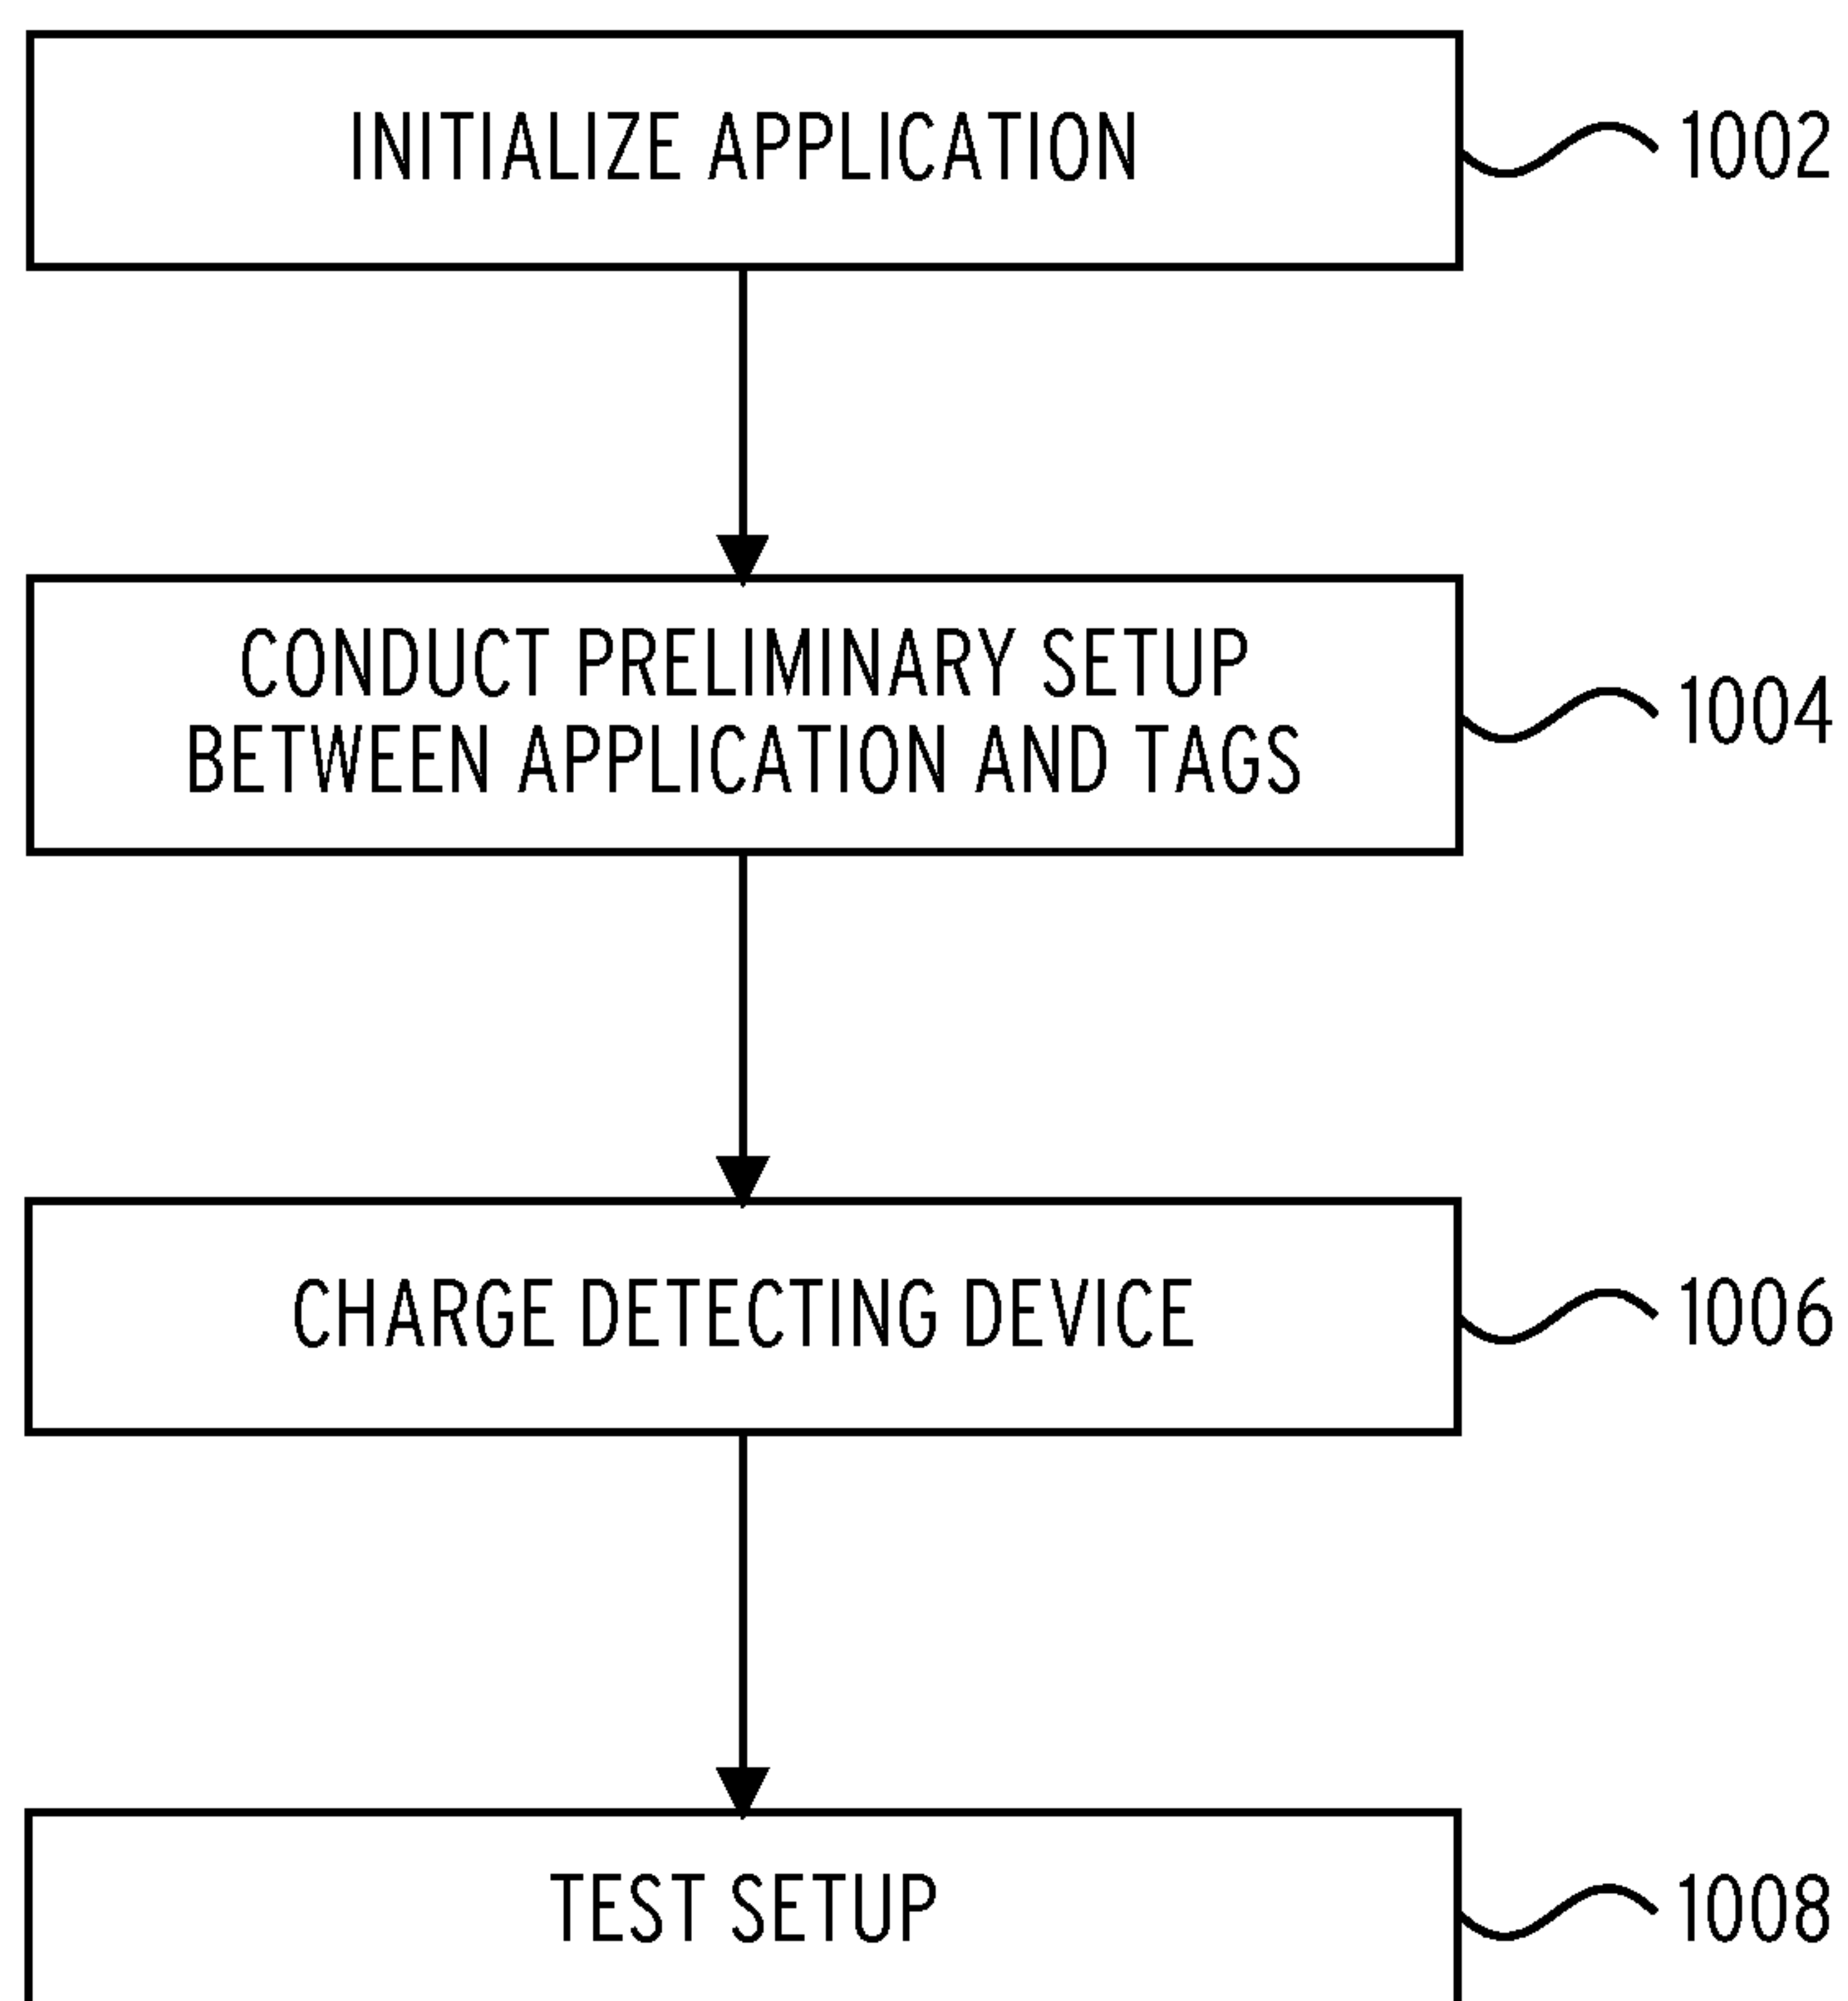 INITIALIZE APPLICATION
1002
CONDUCT PRELIMINARY SETUP
BETWEEN APPLICATION AND TAGS
1004
CHARGE DETECTING DEVICE
1006
TEST SETUP
1008